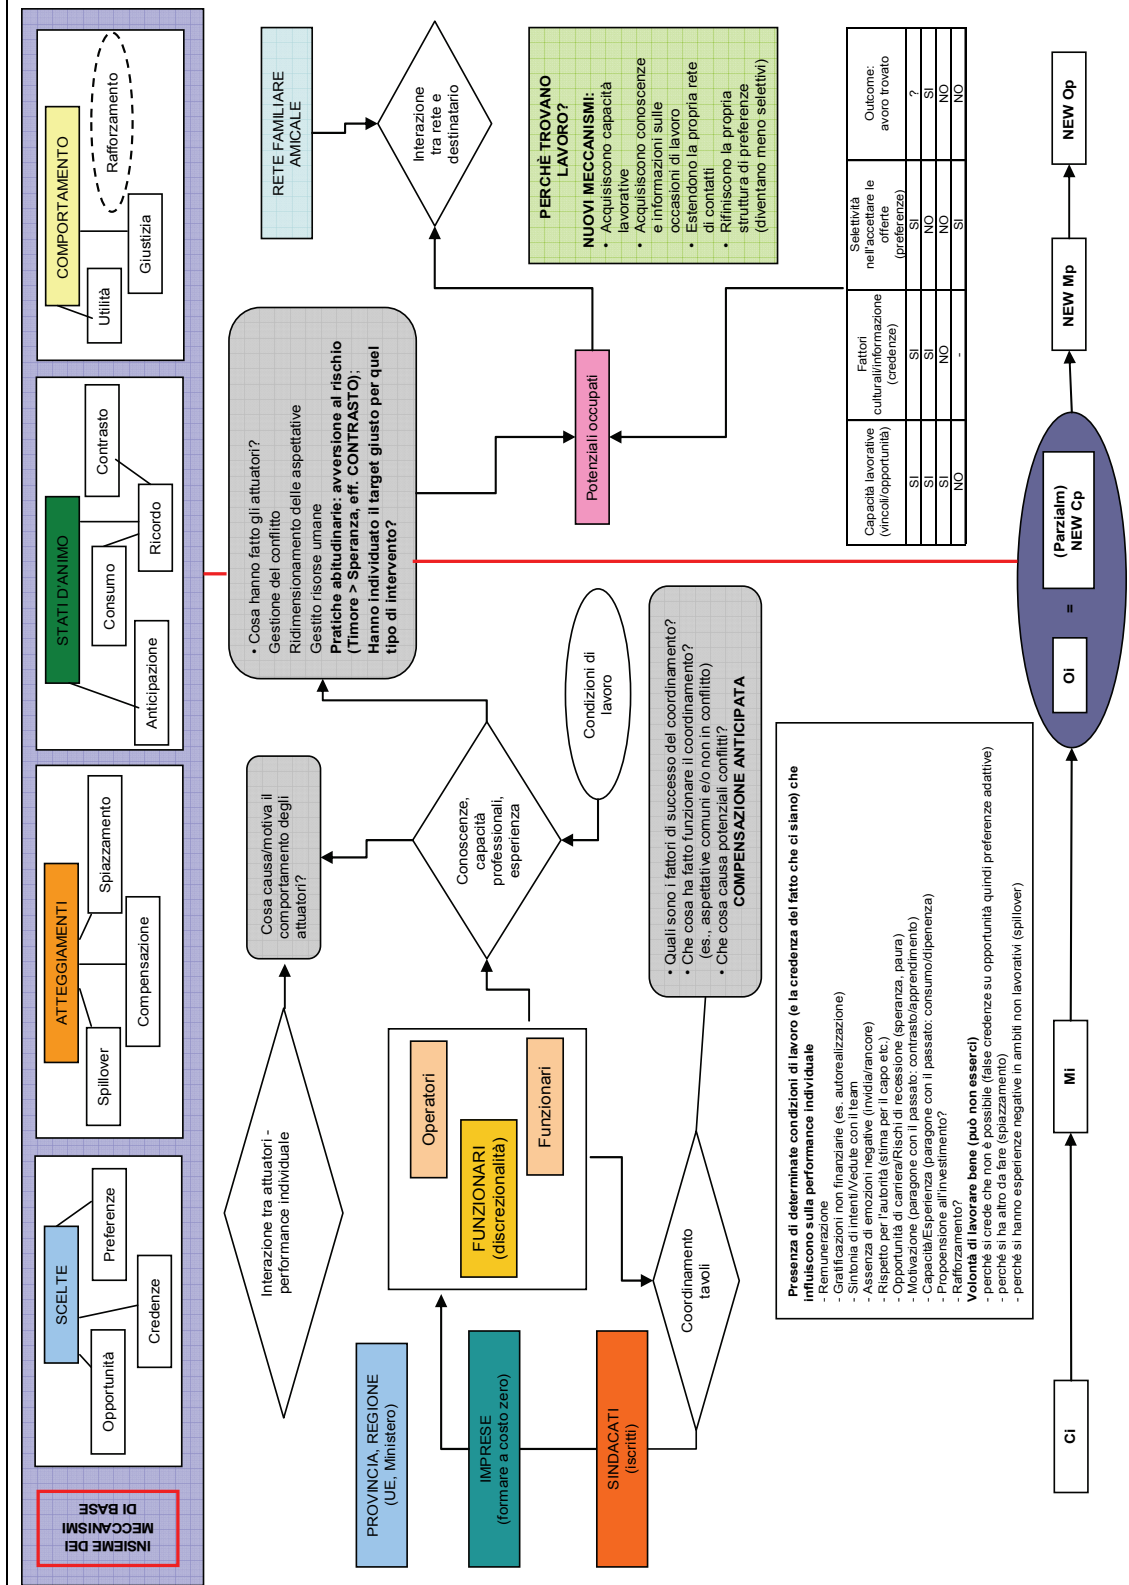 INSIEME DEI
MECCANISMI
DI BASE
SCELTE
Opportunità
Preferenze
Credenze
ATTEGGIAMENTI
Spillover
Spiazzamento
Compensazione
STATI D'ANIMO
Anticipazione
Consumo
Ricordo
Contrasto
COMPORTAMENTO
Utilità
Giustizia
Rafforzamento
PROVINCIA, REGIONE
(UE, Ministero)
IMPRESE
(formare a costo zero)
SINDACATI
(iscritti)
Interazione tra attuatori -
performance individuale
Operatori
FUNZIONARI
(discrezionalità)
Funzionari
Coordinamento
tavoli
Cosa causa/motiva il
comportamento degli
attuatori?
Conoscenze,
capacità
professionali,
esperienza
Condizioni di
lavoro
• Quali sono i fattori di successo del coordinamento?
• Che cosa ha fatto funzionare il coordinamento?
(es., aspettative comuni e/o non in conflitto)
• Che cosa causa potenziali conflitti?
COMPENSAZIONE ANTICIPATA
• Cosa hanno fatto gli attuatori?
Gestione del conflitto
Ridimensionamento delle aspettative
Gestito risorse umane
Pratiche abitudinarie: avversione al rischio
(Timore > Speranza, eff. CONTRASTO);
Hanno individuato il target giusto per quel
tipo di intervento?
Potenziali occupati
RETE FAMILIARE
AMICALE
Interazione
tra rete e
destinatario
PERCHÈ TROVANO
LAVORO?
NUOVI MECCANISMI:
• Acquisiscono capacità
lavorative
• Acquisiscono conoscenze
e informazioni sulle
occasioni di lavoro
• Estendono la propria rete
di contatti
• Rifiniscono la propria
struttura di preferenze
(diventano meno selettivi)
Capacità lavorative
(vincoli/opportunità)
Fattori
culturali/informazione
(credenze)
Selettività
nell'accettare le
offerte
(preferenze)
Outcome:
avoro trovato
SI SI SI ?
SI SI NO SI
SI NO NO NO
NO - SI NO
Presenza di determinate condizioni di lavoro (e la credenza del fatto che ci siano) che
influiscono sulla performance individuale
- Remunerazione
- Gratificazioni non finanziarie (es. autorealizzazione)
- Sintonia di intenti/Vedute con il team
- Assenza di emozioni negative (invidia/rancore)
- Rispetto per l'autorità (stima per il capo etc.)
- Opportunità di carriera/Rischi di recessione (speranza, paura)
- Motivazione (paragone con il passato: contrasto/apprendimento)
- Capacità/Esperienza (paragone con il passato: consumo/dipenenza)
- Propensione all'investimento?
- Rafforzamento?
Volontà di lavorare bene (può non esserci)
- perché si crede che non è possibile (false credenze su opportunità quindi preferenze adattive)
- perché si ha altro da fare (spiazzamento)
- perché si hanno esperienze negative in ambiti non lavorativi (spillover)
Ci
Mi
Oi
=
(Parzialm)
NEW Cp
NEW Mp
NEW Op